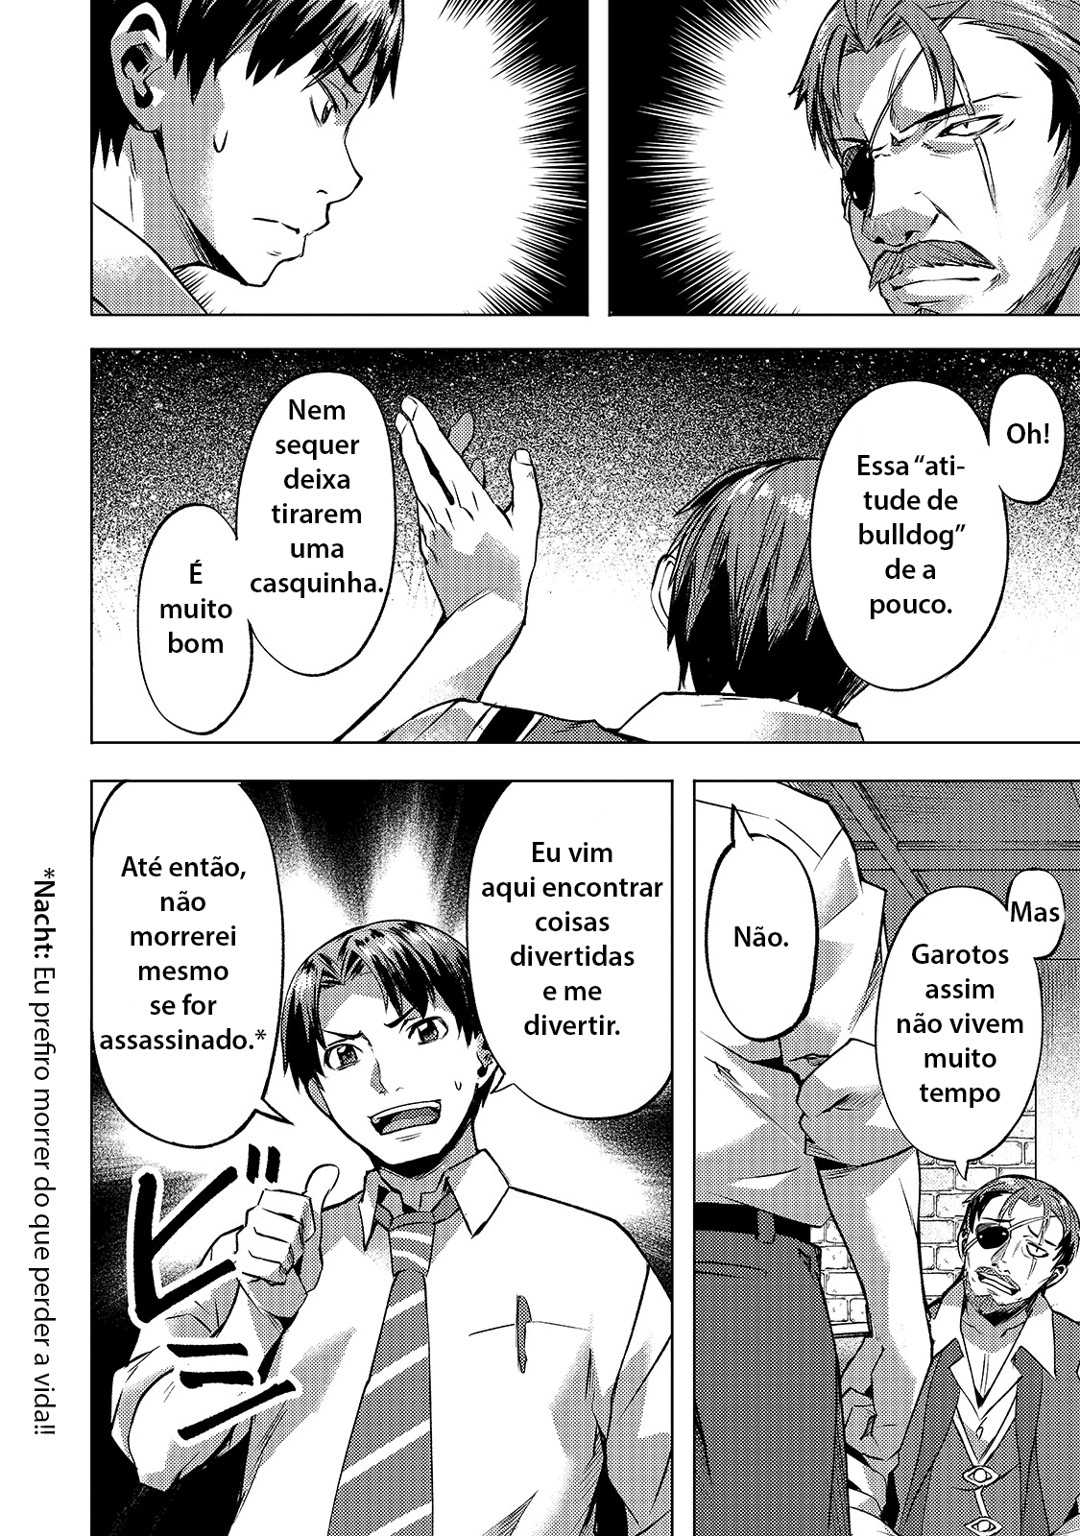 Oh!
Essa “ati-
tude de
bulldog”
de a
pouco.
Nem
sequer
deixa
tirarem
uma
casquinha.
É
muito
bom
Mas
Garotos
assim
não vivem
muito
tempo
Não.
Eu vim
aqui encontrar
coisas
divertidas
e me
divertir.
Até então,
não
morrerei
mesmo
se for
assassinado.*
ビシ"
*Nacht: Eu prefiro morrer do que perder a vida!!